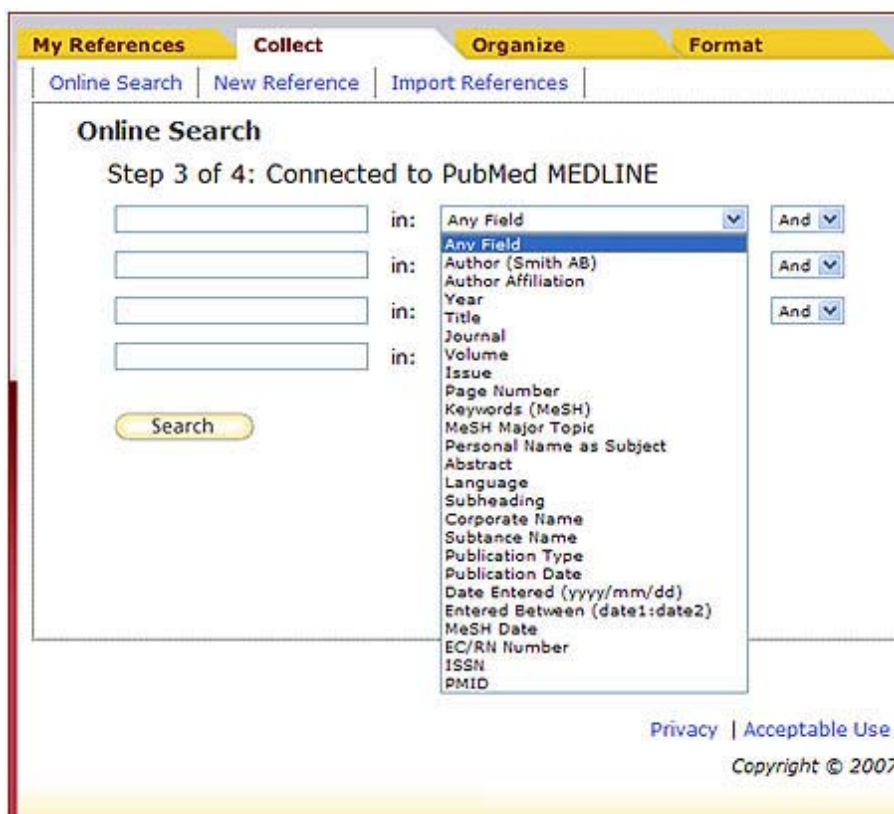 My References Collect Organize Format
Online Search New Reference Import References
Online Search
Step 3 of 4: Connected to PubMed MEDLINE
in: Any Field And
Any Field
in: And
Author (Smith AB)
Author Affiliation
Year
in: And
Title
Journal
in:
Volume
Issue
Page Number
Keywords (MeSH)
Search
MeSH Major Topic
Personal Name as Subject
Abstract
Language
Subheading
Corporate Name
Subtance Name
Publication Type
Publication Date
Date Entered (yyyy/mm/dd)
Entered Between (date1:date2)
MeSH Date
EC/RN Number
ISSN
PMID
Privacy | Acceptable Use
Copyright © 2007